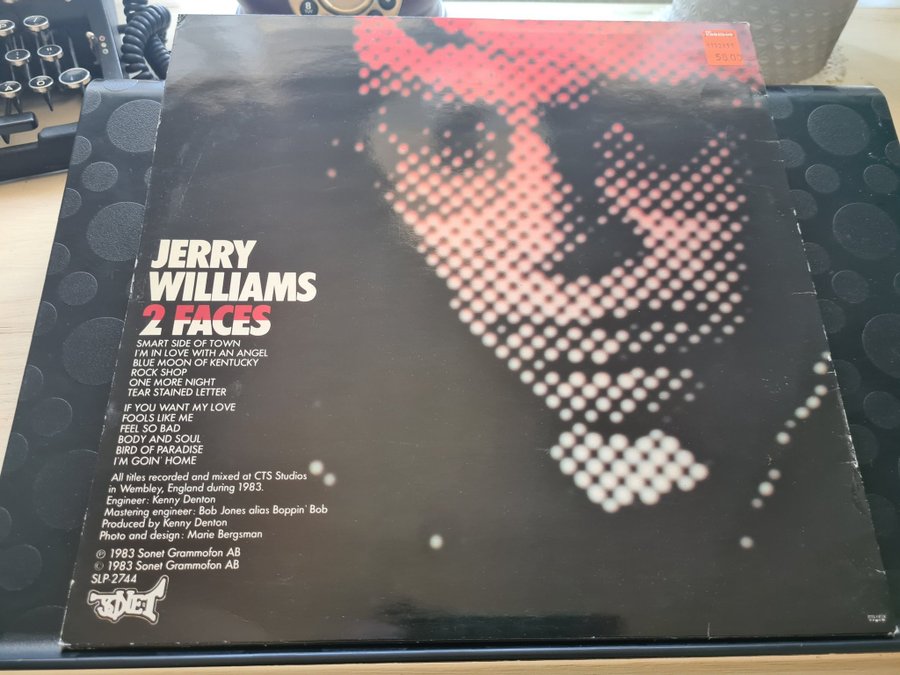 JERRY
WILLIAMS
2 FACES
SMART SIDE OF TOWN
I'M IN LOVE WITH AN ANGEL
BLUE MOON OF KENTUCKY
ROCK SHOP
ONE MORE NIGHT
TEAR STAINED LETTER
IF YOU WANT MY LOVE
FOOLS LIKE ME
FEEL SO BAD
BODY AND SOUL
BIRD OF PARADISE
I'M GOIN' HOME
All titles recorded and mixed at CTS Studios
in Wembley, England during 1983.
Engineer: Kenny Denton
Mastering engineer: Bob Jones alias Boppin' Bob
Produced by Kenny Denton
Photo and design: Marie Bergsman
℗ 1983 Sonet Grammofon AB
© 1983 Sonet Grammofon AB
SLP-2744
SONET
50.00